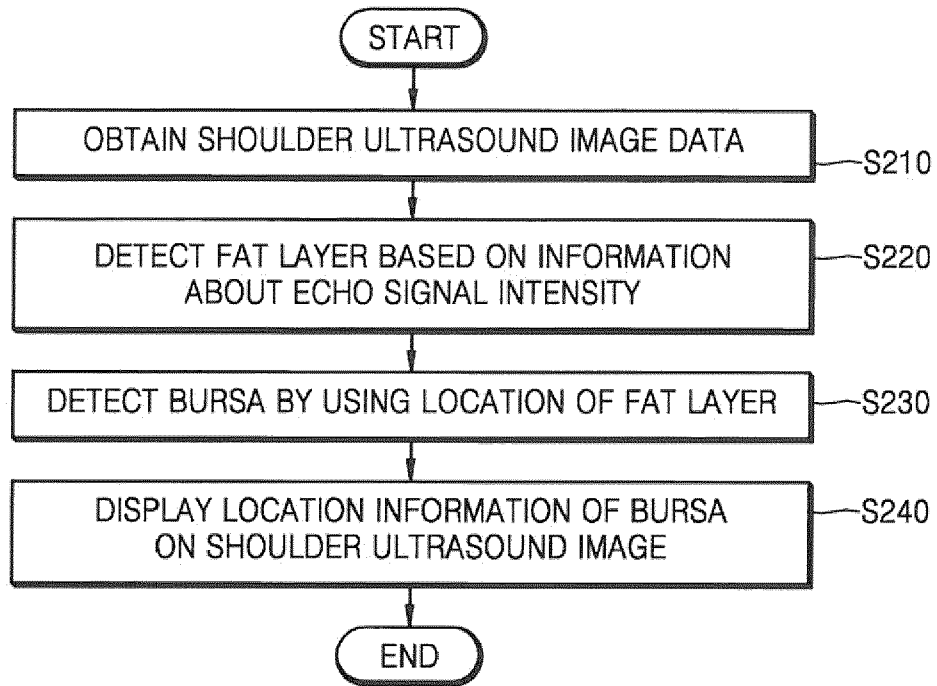 START
OBTAIN SHOULDER ULTRASOUND IMAGE DATA
S210
DETECT FAT LAYER BASED ON INFORMATION
ABOUT ECHO SIGNAL INTENSITY
S220
DETECT BURSA BY USING LOCATION OF FAT LAYER
S230
DISPLAY LOCATION INFORMATION OF BURSA
ON SHOULDER ULTRASOUND IMAGE
S240
END